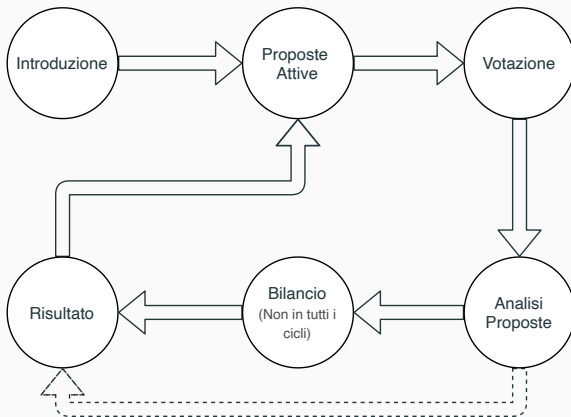 Introduzione
Proposte
Attive
Votazione
Risultato
Bilancio
(Non in tutti i
cicli)
Analisi
Proposte